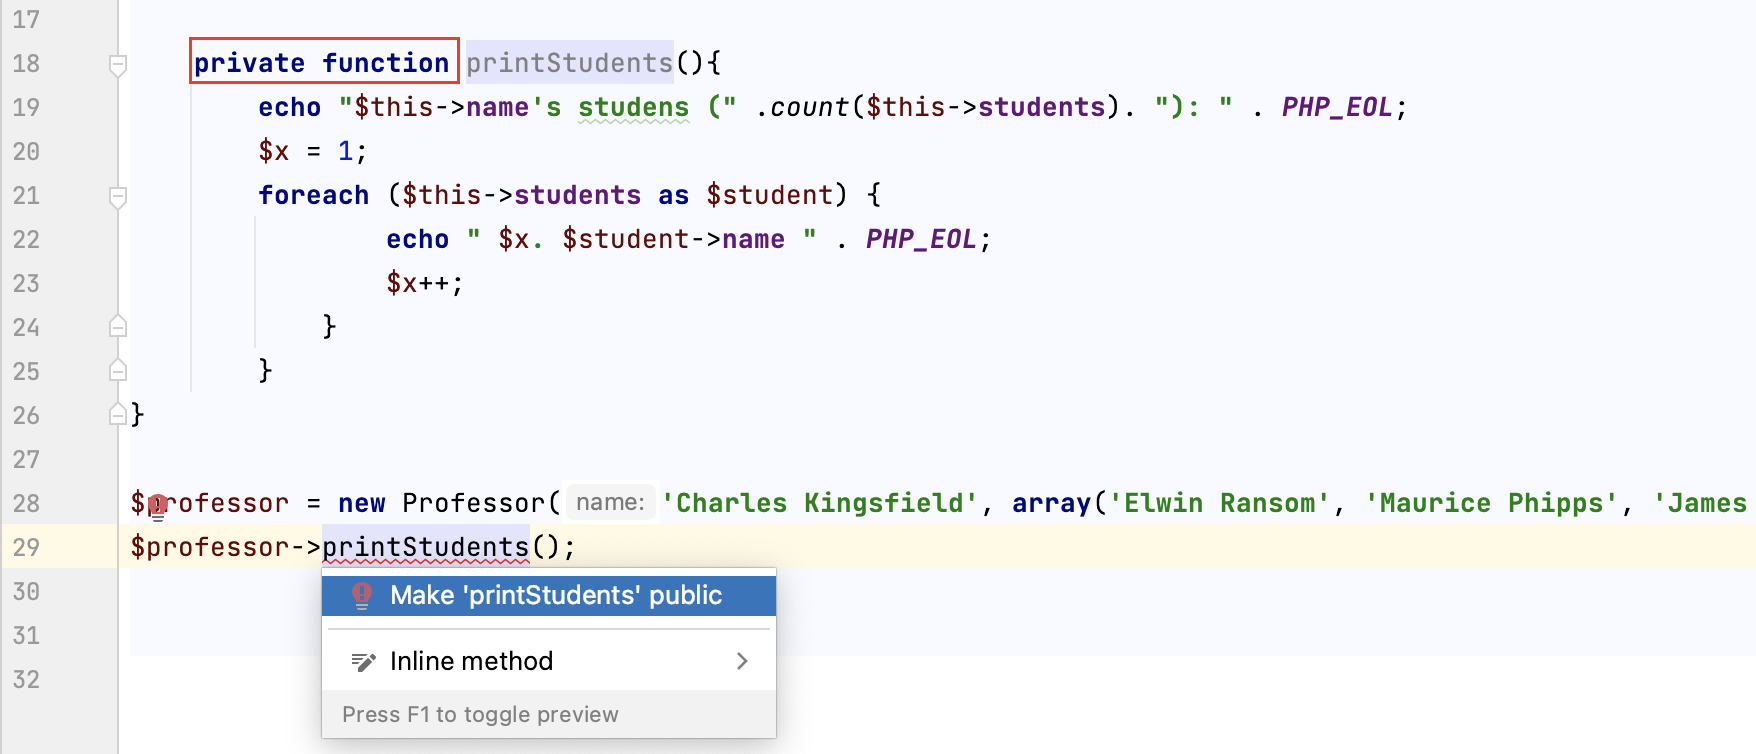 17
18 private function printStudents(){
19 echo "$this->name's studens (" .count($this->students). "): " . PHP_EOL;
20 $x = 1;
21 foreach ($this->students as $student) {
22 echo " $x. $student->name " . PHP_EOL;
23 $x++;
24 }
25 }
26 }
27
28 $professor = new Professor( name: 'Charles Kingsfield', array('Elwin Ransom', 'Maurice Phipps', 'James
29 $professor->printStudents();
30 Make 'printStudents' public
31
Inline method
32
Press F1 to toggle preview